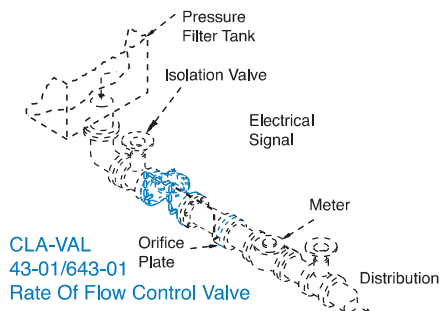 Pressure
Filter Tank
Isolation Valve
Electrical
Signal
Meter
Orifice
Plate
Distribution
CLA-VAL
43-01/643-01
Rate Of Flow Control Valve